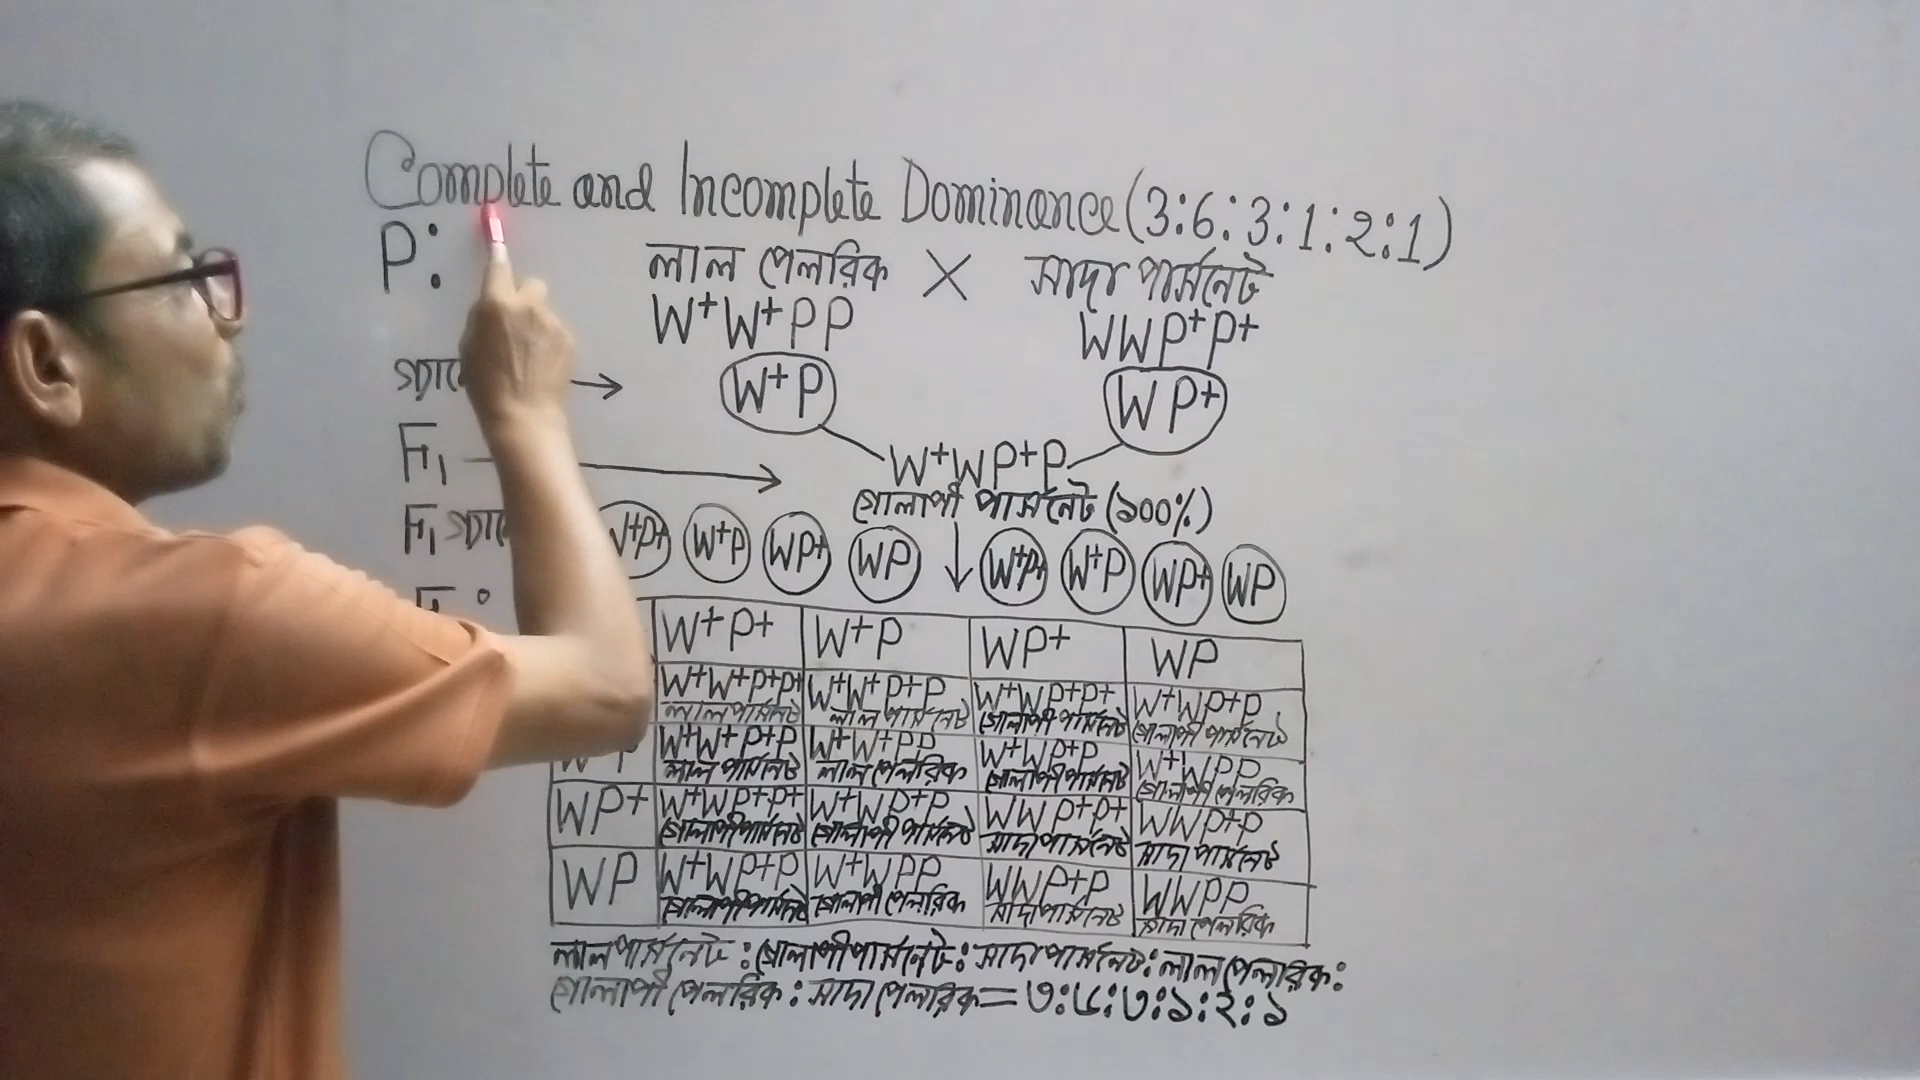 Complete and Incomplete Dominance (3:6:3:1:2:1)
P: লাল পেলরিক X সাদা পার্সনেট
W+W+PP WWP+P+
W+P WP+
F1 W+WP+P
গোলাপী পার্সনেট (১০০%)
F1 W+P+ W+P WP+ WP W+P+ W+P WP+ WP
W+P+ W+P WP+ WP
W+W+P+P+ W+W+P+P W+WP+P+ W+WP+P
লাল পার্সনেট লাল পার্সনেট গোলাপী পার্সনেট গোলাপী পার্সনেট
W+W+P+P W+W+PP W+WP+P W+WPP
লাল পার্সনেট লাল পেলরিক গোলাপী পার্সনেট গোলাপী পেলরিক
WP+ W+WP+P+ W+WP+P WWP+P+ WWP+P
গোলাপী পার্সনেট গোলাপী পার্সনেট সাদা পার্সনেট সাদা পার্সনেট
WP W+WP+P W+WPP WWP+P WWPP
গোলাপী পার্সনেট গোলাপী পেলরিক সাদা পার্সনেট সাদা পেলরিক
লাল পার্সনেট : গোলাপী পার্সনেট : সাদা পার্সনেট : লাল পেলরিক :
গোলাপী পেলরিক : সাদা পেলরিক = ৩:৬:৩:১:২:১